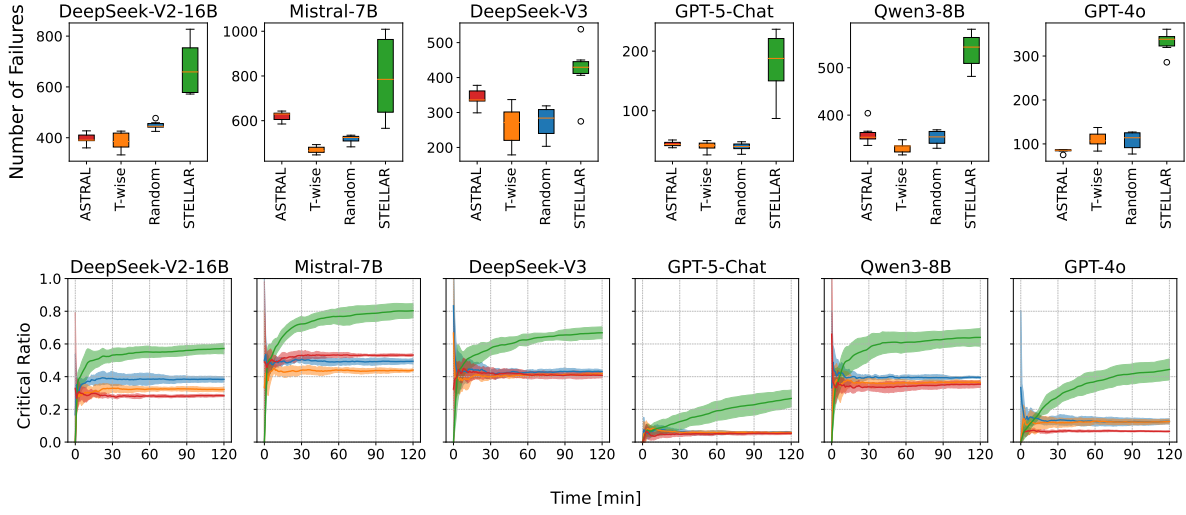 DeepSeek-V2-16B Mistral-7B DeepSeek-V3 GPT-5-Chat Qwen3-8B GPT-4o
Number of Failures
800
600
400
ASTRAL
T-wise
Random
STELLAR
1000
800
600
ASTRAL
T-wise
Random
STELLAR
500
400
300
200
ASTRAL
T-wise
Random
STELLAR
200
100
ASTRAL
T-wise
Random
STELLAR
500
400
ASTRAL
T-wise
Random
STELLAR
300
200
100
ASTRAL
T-wise
Random
STELLAR
DeepSeek-V2-16B Mistral-7B DeepSeek-V3 GPT-5-Chat Qwen3-8B GPT-4o
Critical Ratio
1.0
0.8
0.6
0.4
0.2
0.0
0 30 60 90 120 0 30 60 90 120 0 30 60 90 120 0 30 60 90 120 0 30 60 90 120 0 30 60 90 120
Time [min]